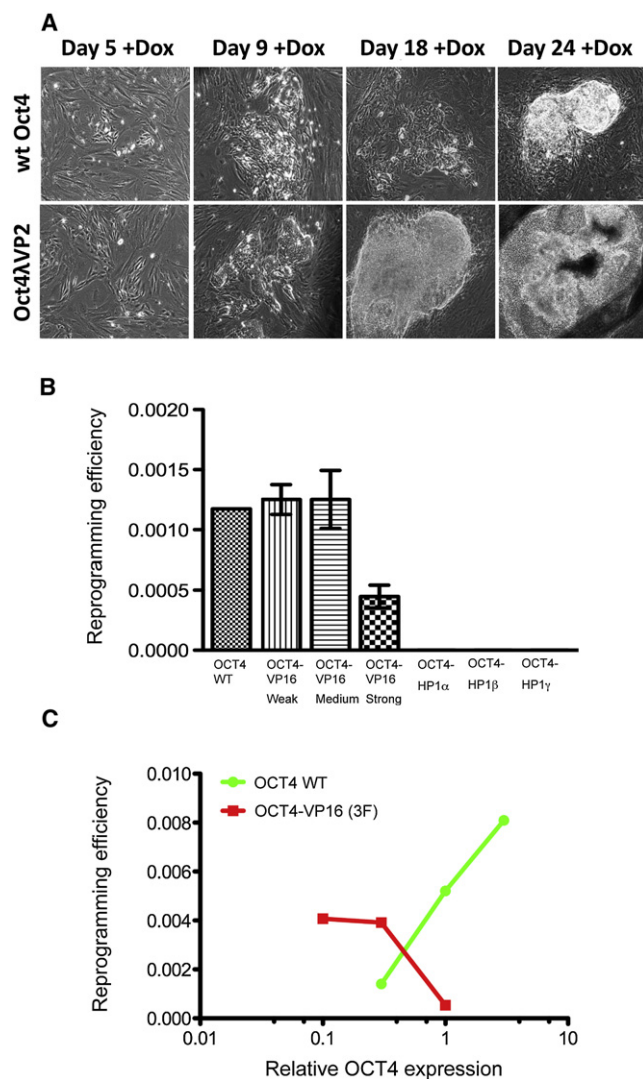 A
Day 5 +Dox Day 9 +Dox Day 18 +Dox Day 24 +Dox
wt Oct4
Oct4λVP2
B
Reprogramming efficiency
0.0020
0.0015
0.0010
0.0005
0.0000
OCT4 WT
OCT4-VP16 Weak
OCT4-VP16 Medium
OCT4-VP16 Strong
OCT4-HP1α
OCT4-HP1β
OCT4-HP1γ
C
Reprogramming efficiency
0.010
0.008
0.006
0.004
0.002
0.000
OCT4 WT
OCT4-VP16 (3F)
0.01 0.1 1 10
Relative OCT4 expression